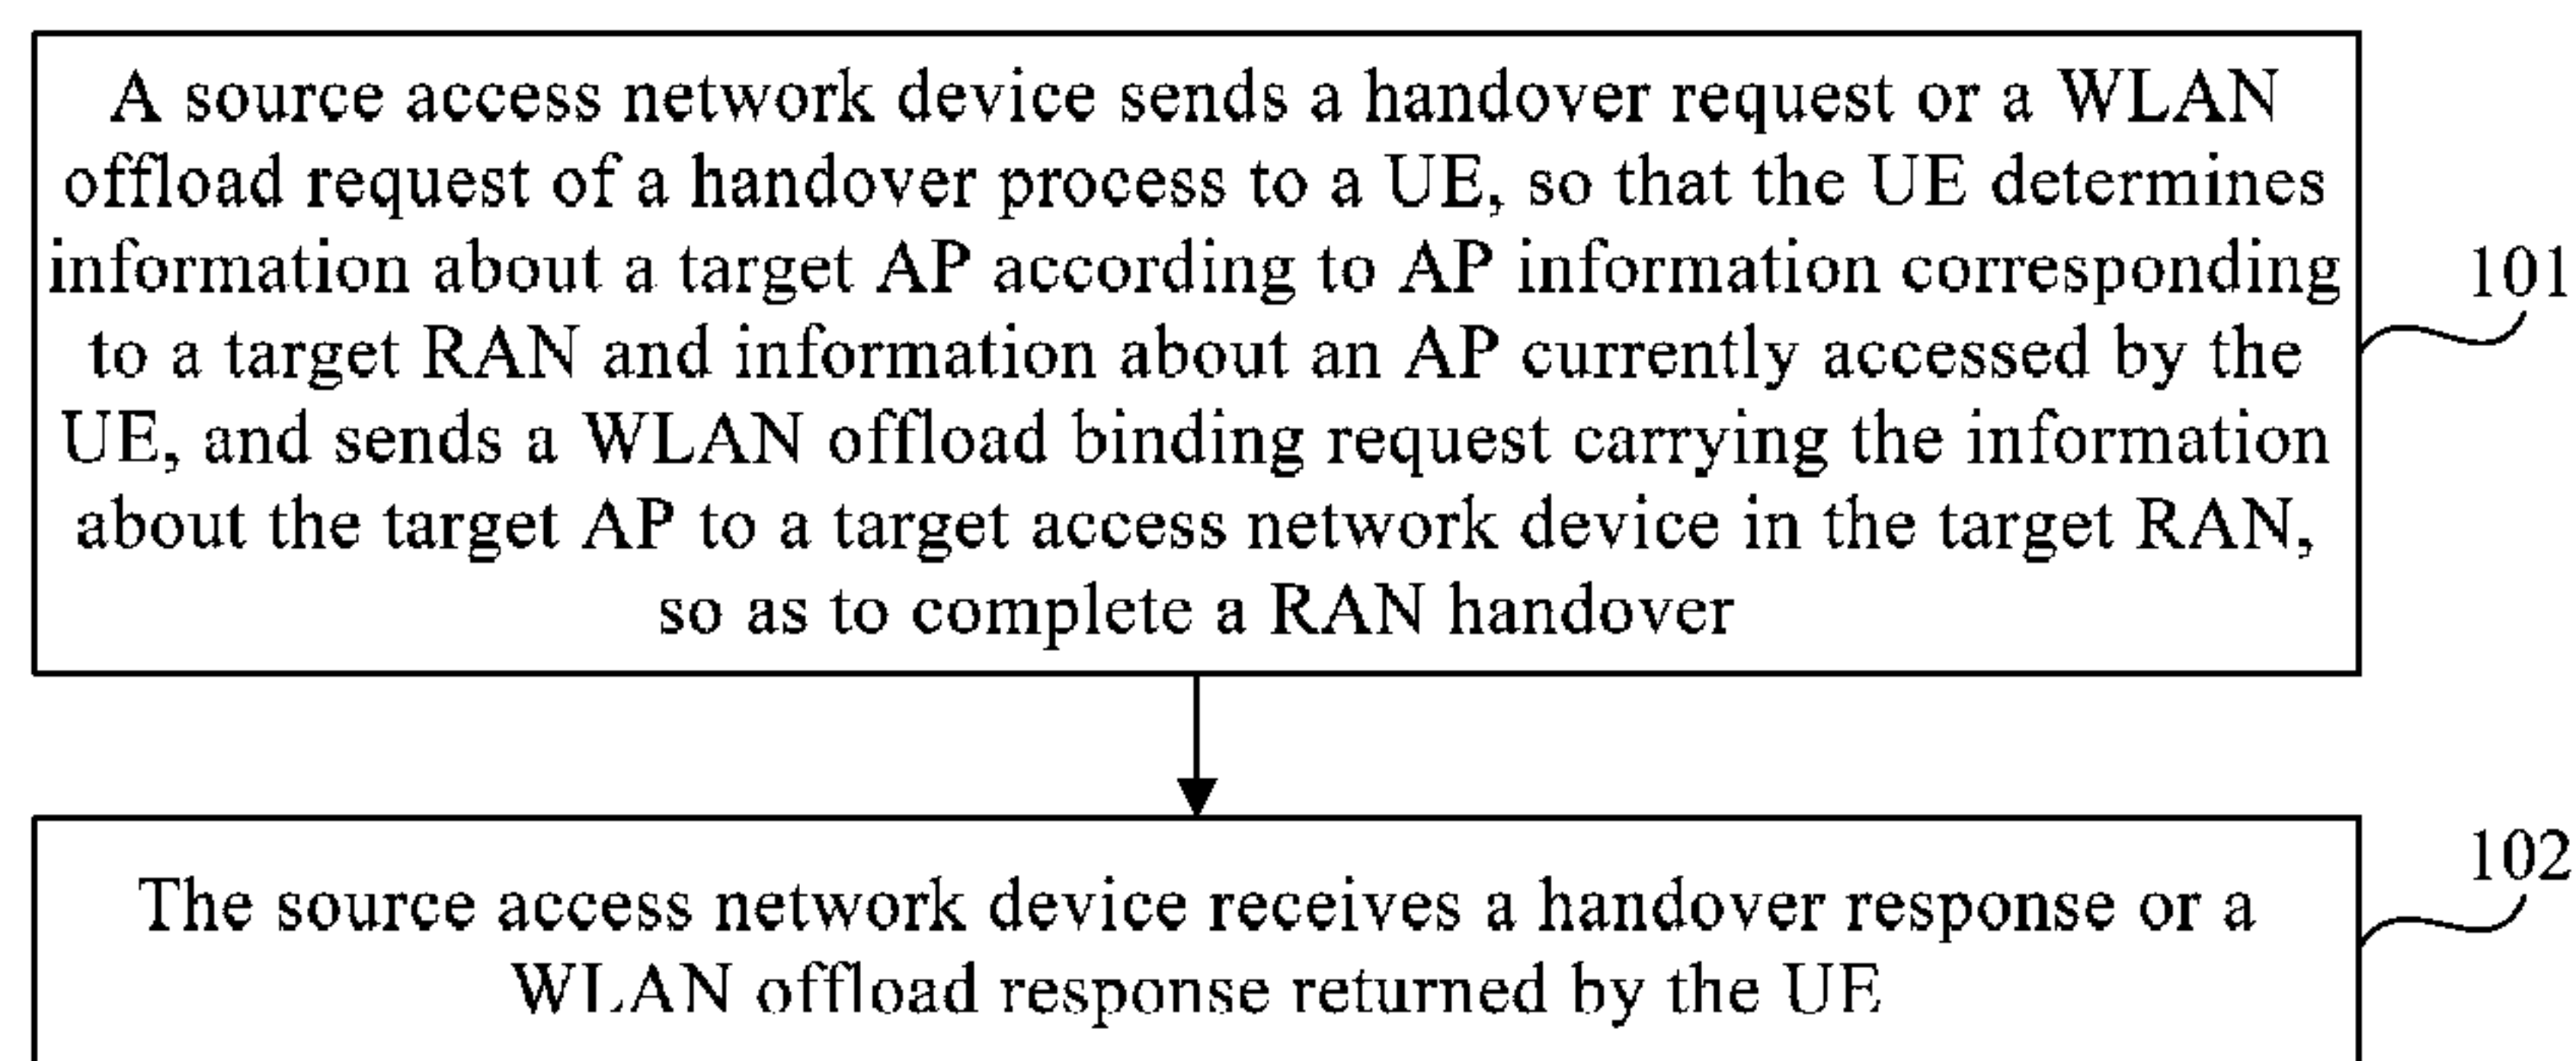 A source access network device sends a handover request or a WLAN
offload request of a handover process to a UE, so that the UE determines
information about a target AP according to AP information corresponding
to a target RAN and information about an AP currently accessed by the
UE, and sends a WLAN offload binding request carrying the information
about the target AP to a target access network device in the target RAN,
so as to complete a RAN handover
101
The source access network device receives a handover response or a
WLAN offload response returned by the UE
102